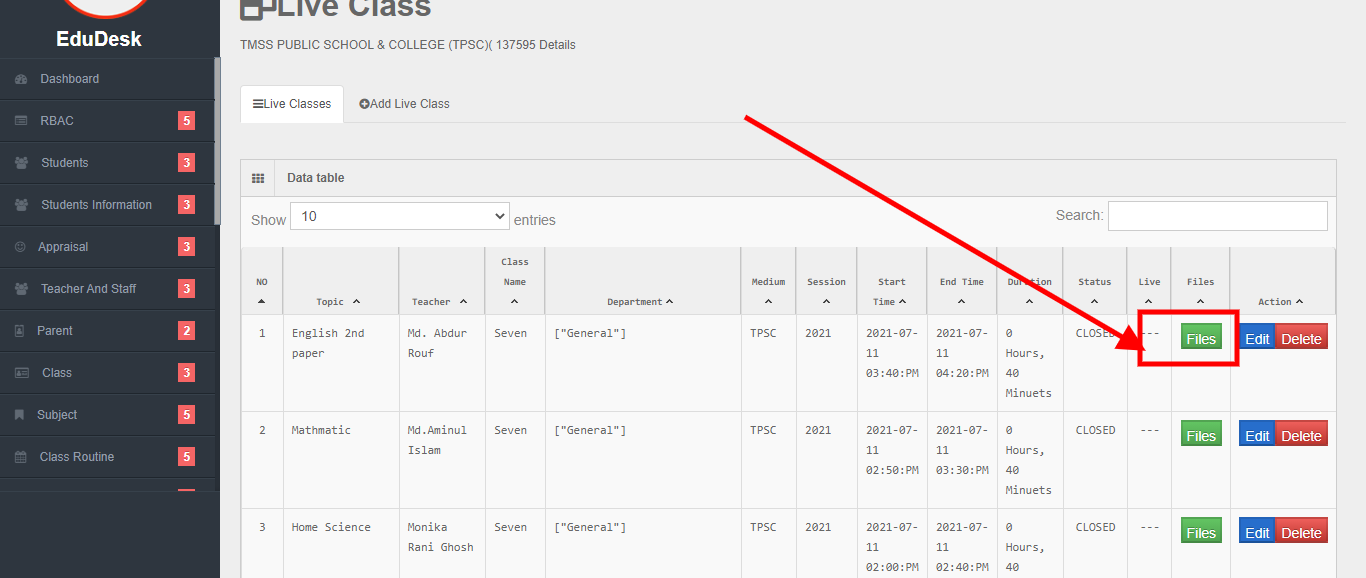 Live Class
EduDesk
TMSS PUBLIC SCHOOL & COLLEGE (TPSC)( 137595 Details
Dashboard
RBAC 5
Students 3
Students Information 3
Appraisal 3
Teacher And Staff 3
Parent 2
Class 3
Subject 5
Class Routine 5
Live Classes Add Live Class
Data table
Show 10 entries Search:
Class
NO Name Medium Session Start End Time Duration Status Live Files
Topic Teacher Department Time Action
1 English 2nd Md. Abdur Seven ["General"] TPSC 2021 2021-07- 2021-07- 0 CLOSED --- Files Edit Delete
paper Rouf 11 11 Hours,
03:40:PM 04:20:PM 40
Minuets
2 Mathmatic Md.Aminul Seven ["General"] TPSC 2021 2021-07- 2021-07- 0 CLOSED --- Files Edit Delete
Islam 11 11 Hours,
02:50:PM 03:30:PM 40
Minuets
3 Home Science Monika Seven ["General"] TPSC 2021 2021-07- 2021-07- 0 CLOSED --- Files Edit Delete
Rani Ghosh 11 11 Hours,
02:00:PM 02:40:PM 40